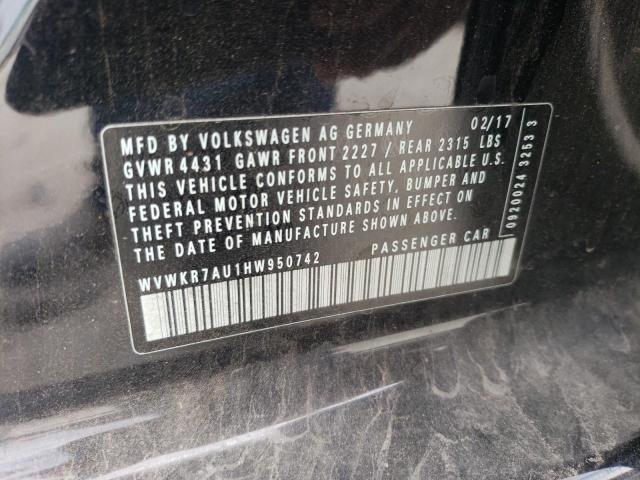 MFD BY VOLKSWAGEN AG GERMANY 02/17
GVWR 4431 GAWR FRONT 2227 / REAR 2315 LBS
THIS VEHICLE CONFORMS TO ALL APPLICABLE U.S.
FEDERAL MOTOR VEHICLE SAFETY, BUMPER AND
THEFT PREVENTION STANDARDS IN EFFECT ON
THE DATE OF MANUFACTURE SHOWN ABOVE.
WVWKR7AU1HW950742 PASSENGER CAR
0920024 3253 3